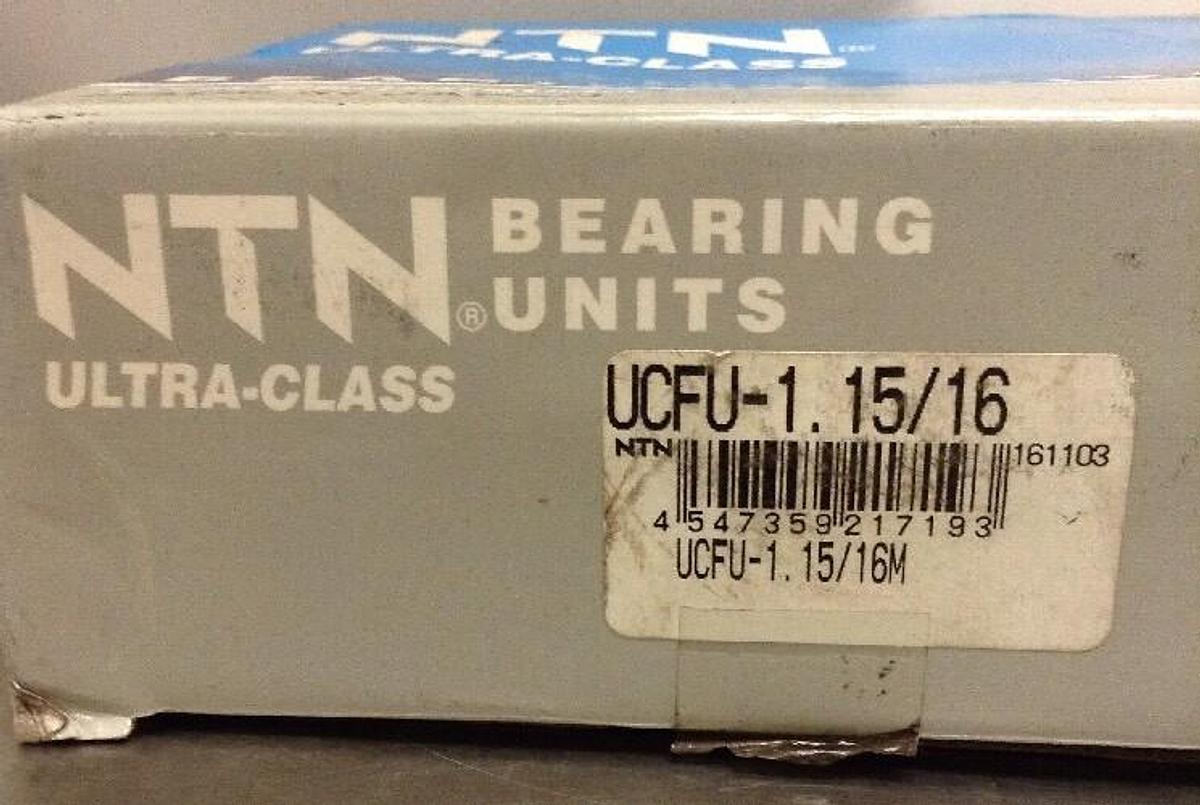 NTN
ULTRA-CLASS
NTN® BEARING
UNITS
ULTRA-CLASS
UCFU-1. 15/16
NTN 161103
4 547359 217193
UCFU-1. 15/16M